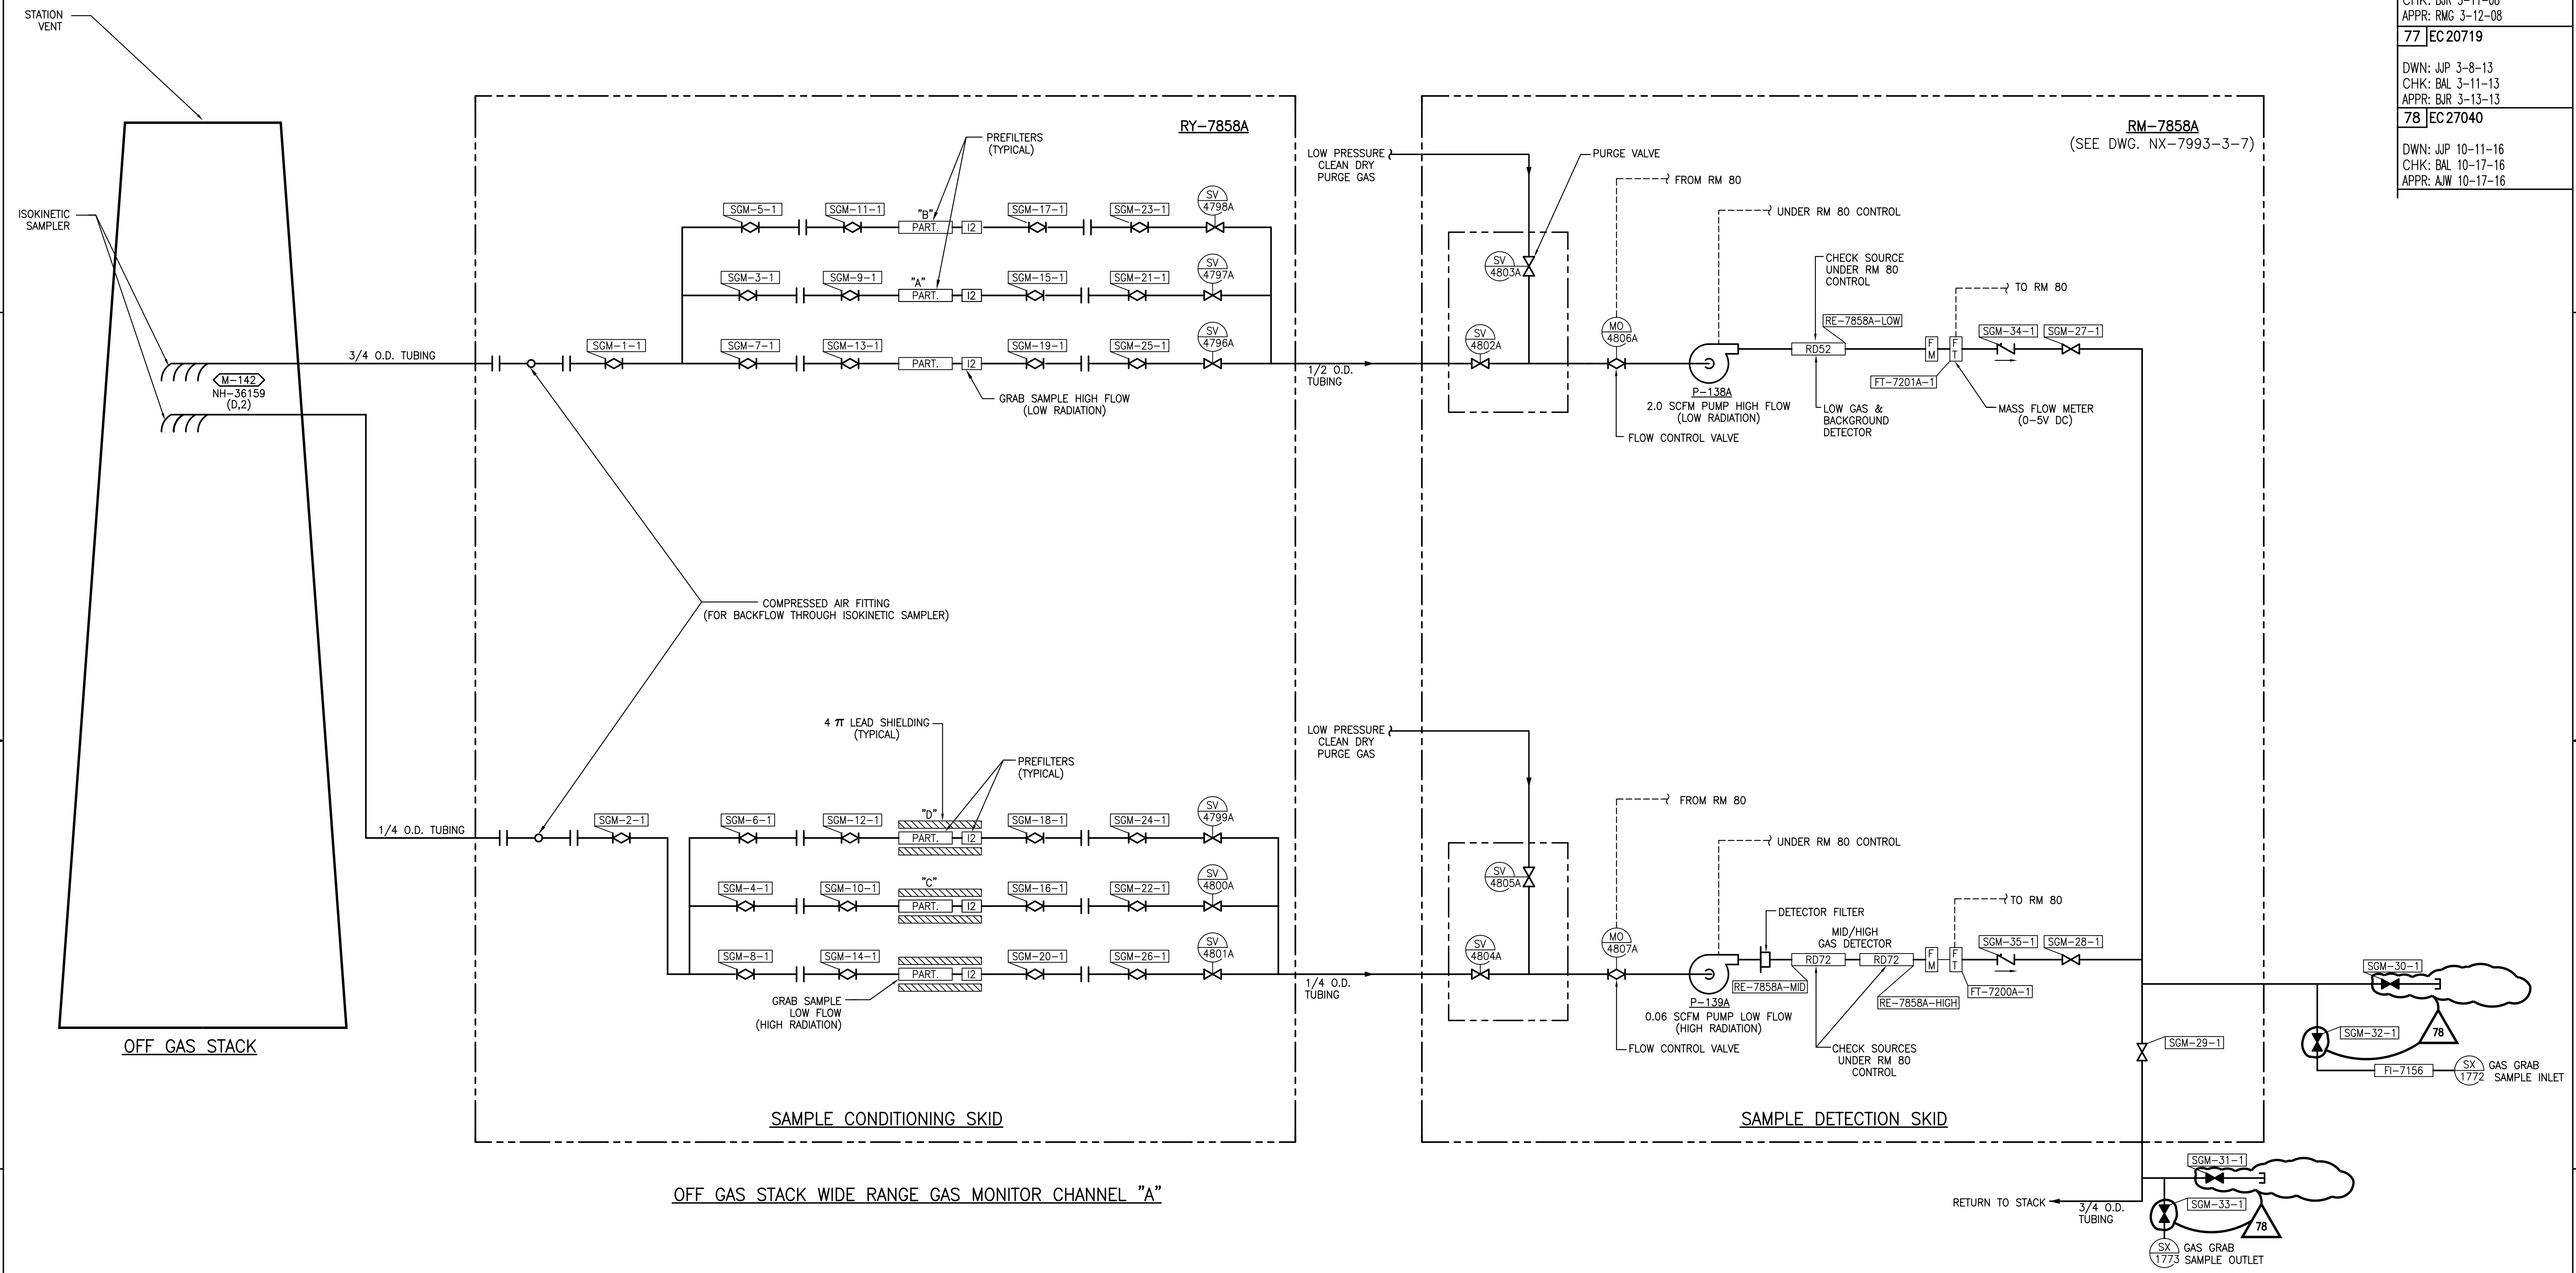 STATION
VENT
ISOKINETIC
SAMPLER
M-142
NH-36159
(D,2)
3/4 O.D. TUBING
1/4 O.D. TUBING
OFF GAS STACK
RY-7858A
PREFILTERS
(TYPICAL)
SGM-5-1
SGM-11-1
"B"
PART.
I2
SGM-17-1
SGM-23-1
SV
4798A
SGM-3-1
SGM-9-1
"A"
PART.
I2
SGM-15-1
SGM-21-1
SV
4797A
SGM-1-1
SGM-7-1
SGM-13-1
PART.
I2
SGM-19-1
SGM-25-1
SV
4796A
GRAB SAMPLE HIGH FLOW
(LOW RADIATION)
COMPRESSED AIR FITTING
(FOR BACKFLOW THROUGH ISOKINETIC SAMPLER)
4 π LEAD SHIELDING
(TYPICAL)
PREFILTERS
(TYPICAL)
SGM-2-1
SGM-6-1
SGM-12-1
"D"
PART.
I2
SGM-18-1
SGM-24-1
SV
4799A
SGM-4-1
SGM-10-1
"C"
PART.
I2
SGM-16-1
SGM-22-1
SV
4800A
SGM-8-1
SGM-14-1
PART.
I2
SGM-20-1
SGM-26-1
SV
4801A
GRAB SAMPLE
LOW FLOW
(HIGH RADIATION)
SAMPLE CONDITIONING SKID
LOW PRESSURE
CLEAN DRY
PURGE GAS
1/2 O.D.
TUBING
LOW PRESSURE
CLEAN DRY
PURGE GAS
1/4 O.D.
TUBING
RM-7858A
(SEE DWG. NX-7993-3-7)
PURGE VALVE
FROM RM 80
UNDER RM 80 CONTROL
SV
4803A
SV
4802A
MO
4806A
CHECK SOURCE
UNDER RM 80
CONTROL
TO RM 80
RE-7858A-LOW
RD52
F
M
F
T
SGM-34-1
SGM-27-1
FT-7201A-1
P-138A
2.0 SCFM PUMP HIGH FLOW
(LOW RADIATION)
FLOW CONTROL VALVE
LOW GAS &
BACKGROUND
DETECTOR
MASS FLOW METER
(0-5V DC)
FROM RM 80
UNDER RM 80 CONTROL
SV
4805A
SV
4804A
MO
4807A
DETECTOR FILTER
MID/HIGH
GAS DETECTOR
TO RM 80
RD72
RD72
F
M
F
T
SGM-35-1
SGM-28-1
RE-7858A-MID
RE-7858A-HIGH
FT-7200A-1
P-139A
0.06 SCFM PUMP LOW FLOW
(HIGH RADIATION)
FLOW CONTROL VALVE
CHECK SOURCES
UNDER RM 80
CONTROL
SAMPLE DETECTION SKID
SGM-29-1
SGM-30-1
SGM-32-1
78
FI-7156
SX
1772
GAS GRAB
SAMPLE INLET
SGM-31-1
SGM-33-1
78
RETURN TO STACK
3/4 O.D.
TUBING
SX
1773
GAS GRAB
SAMPLE OUTLET
OFF GAS STACK WIDE RANGE GAS MONITOR CHANNEL "A"
CHK: BJR 3-11-08
APPR: RMG 3-12-08
77 EC20719
DWN: JJP 3-8-13
CHK: BAL 3-11-13
APPR: BJR 3-13-13
78 EC27040
DWN: JJP 10-11-16
CHK: BAL 10-17-16
APPR: AJW 10-17-16